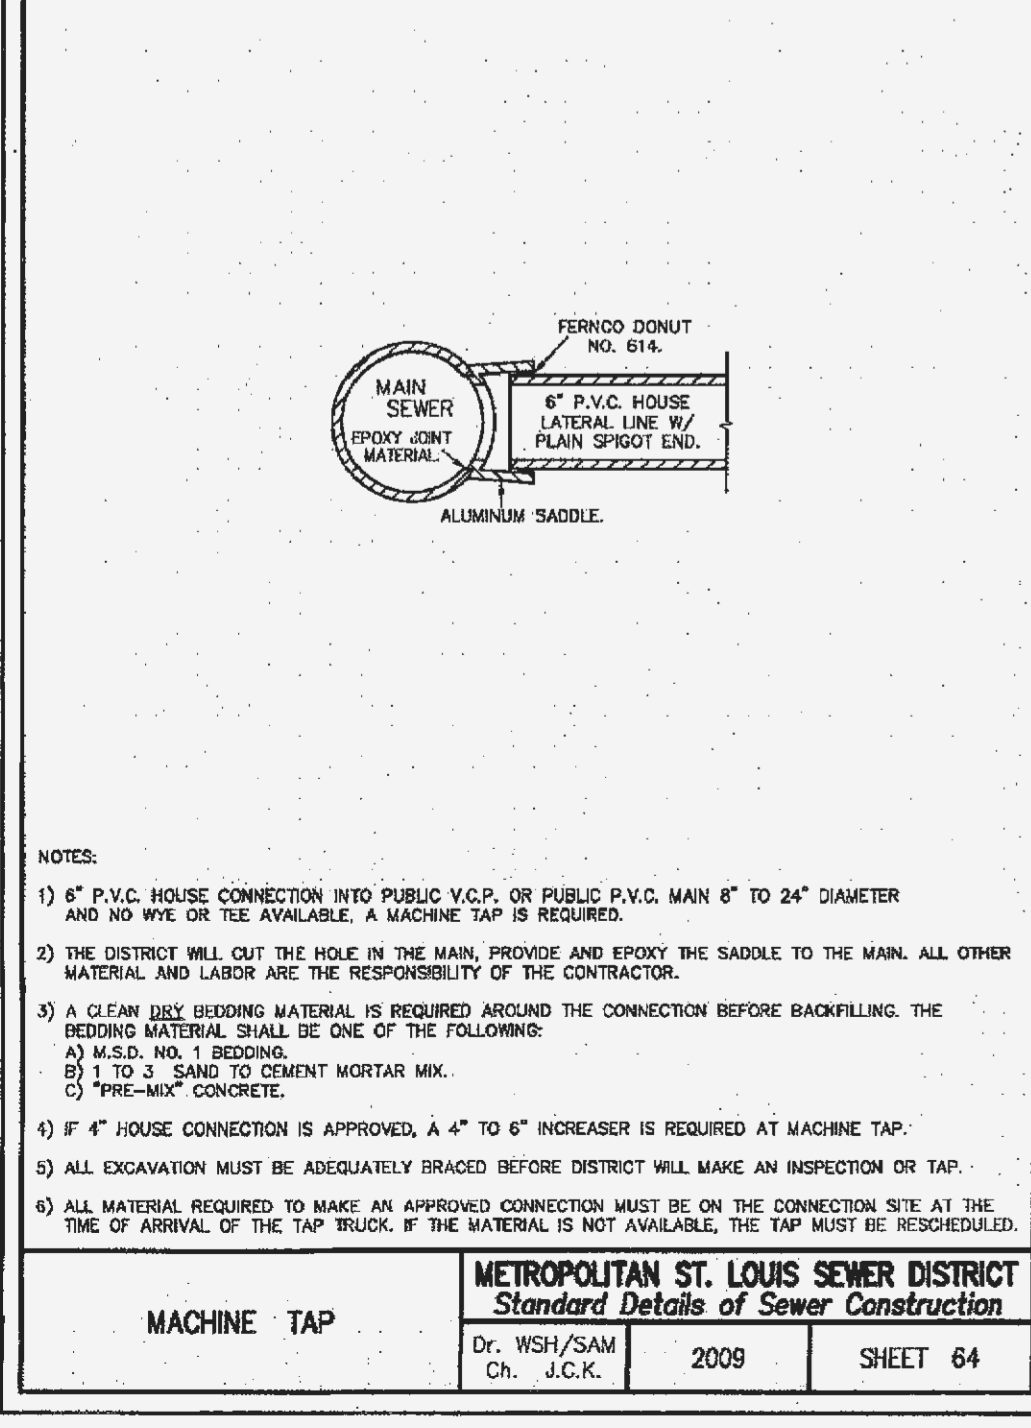 FERNCO DONUT
NO. 614.
MAIN
SEWER
EPOXY JOINT
MATERIAL.
6" P.V.C. HOUSE
LATERAL LINE W/
PLAIN SPIGOT END.
ALUMINUM SADDLE.
NOTES:
1) 6" P.V.C. HOUSE CONNECTION INTO PUBLIC V.C.P. OR PUBLIC P.V.C. MAIN 8" TO 24" DIAMETER
AND NO WYE OR TEE AVAILABLE, A MACHINE TAP IS REQUIRED.
2) THE DISTRICT WILL CUT THE HOLE IN THE MAIN, PROVIDE AND EPOXY THE SADDLE TO THE MAIN. ALL OTHER
MATERIAL AND LABOR ARE THE RESPONSIBILITY OF THE CONTRACTOR.
3) A CLEAN DRY BEDDING MATERIAL IS REQUIRED AROUND THE CONNECTION BEFORE BACKFILLING. THE
BEDDING MATERIAL SHALL BE ONE OF THE FOLLOWING:
A) M.S.D. NO. 1 BEDDING.
B) 1 TO 3 SAND TO CEMENT MORTAR MIX.
C) "PRE-MIX" CONCRETE.
4) IF 4" HOUSE CONNECTION IS APPROVED, A 4" TO 6" INCREASER IS REQUIRED AT MACHINE TAP.
5) ALL EXCAVATION MUST BE ADEQUATELY BRACED BEFORE DISTRICT WILL MAKE AN INSPECTION OR TAP.
6) ALL MATERIAL REQUIRED TO MAKE AN APPROVED CONNECTION MUST BE ON THE CONNECTION SITE AT THE
TIME OF ARRIVAL OF THE TAP TRUCK. IF THE MATERIAL IS NOT AVAILABLE, THE TAP MUST BE RESCHEDULED.
MACHINE TAP
METROPOLITAN ST. LOUIS SEWER DISTRICT
Standard Details of Sewer Construction
Dr. WSH/SAM
Ch. J.C.K.
2009
SHEET 64